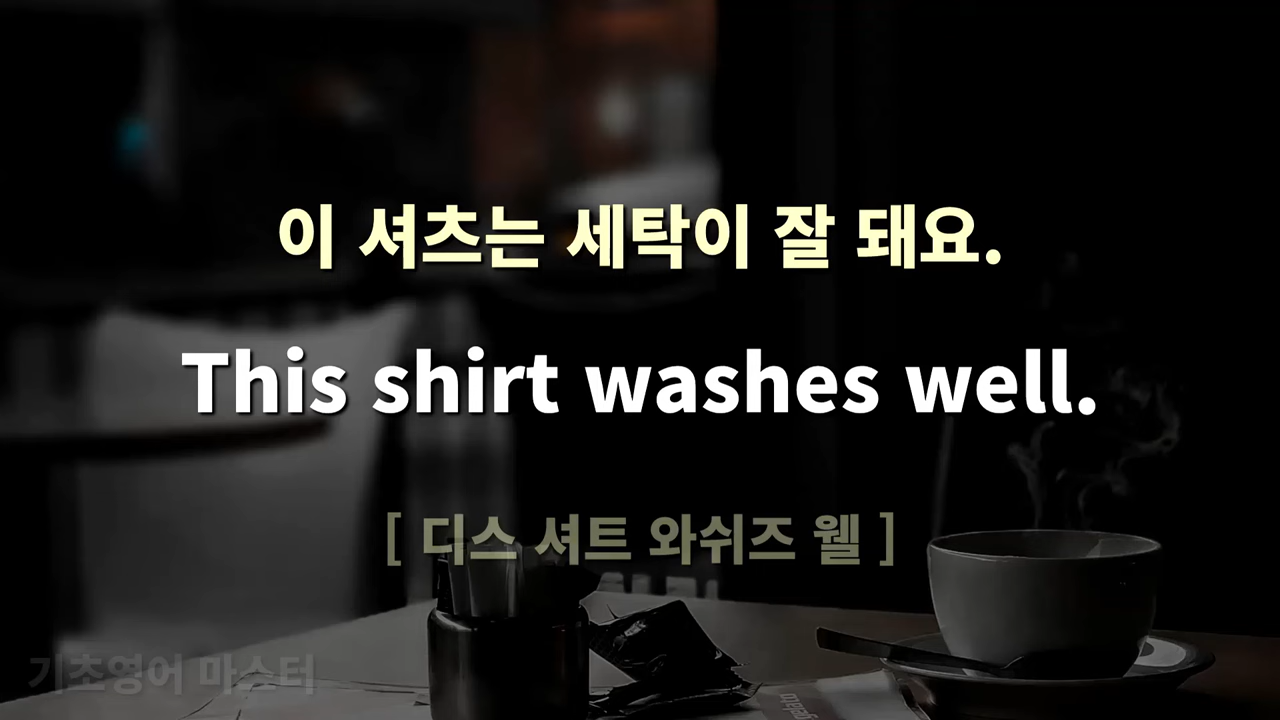 이 셔츠는 세탁이 잘 돼요.
This shirt washes well.
[ 디스 셔트 와쉬즈 웰 ]
기초영어 마스터
gelato